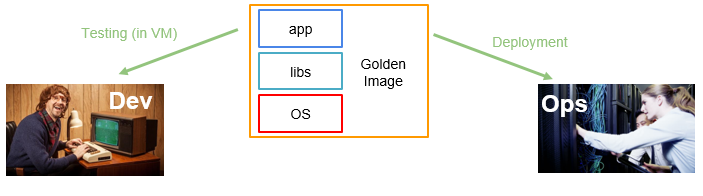 Testing (in VM)
app
libs
OS
Golden
Image
Deployment
Dev
Ops